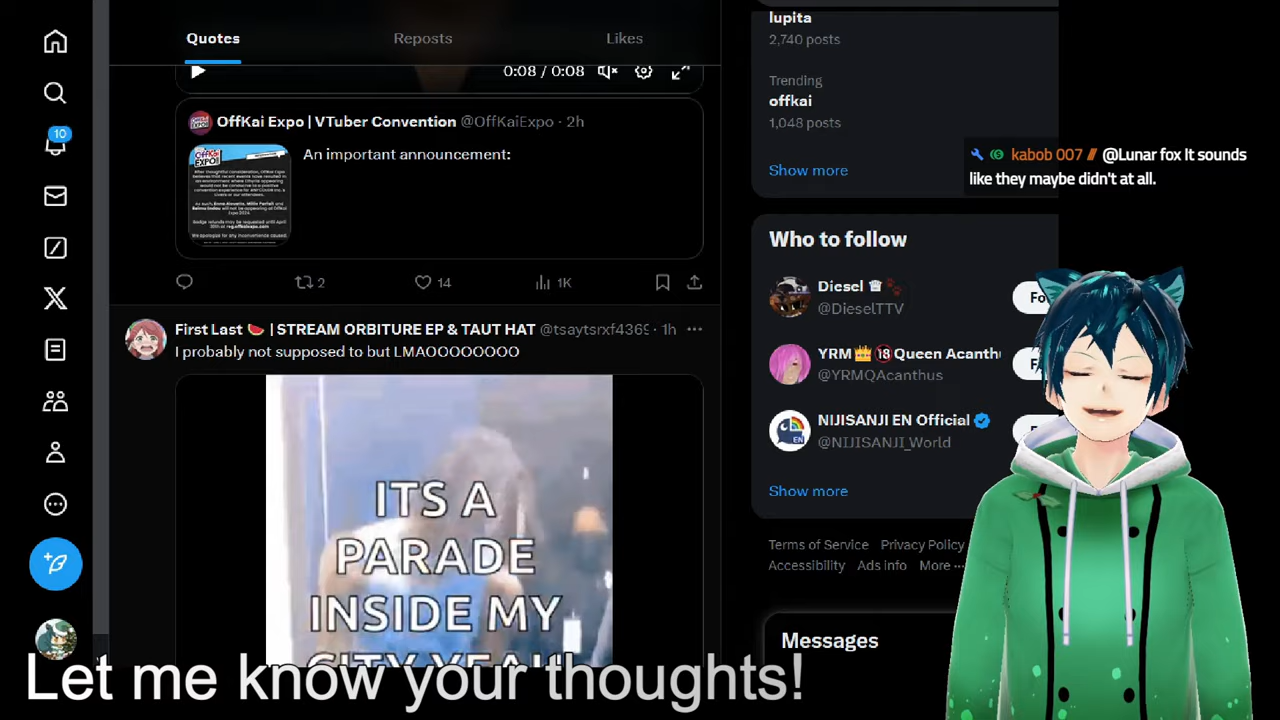 Quotes
Reposts
Likes
0:08 / 0:08
OffKai Expo | VTuber Convention @OffKaiExpo · 2h
An important announcement:
2
14
1K
First Last 🍉 | STREAM ORBITURE EP & TAUT HAT @tsaytsrxf4369 · 1h
I probably not supposed to but LMAOOOOOOOO
ITS A
PARADE
INSIDE MY
CITY YEAH
10
lupita
2,740 posts
Trending
offkai
1,048 posts
Show more
kabob 007 // @Lunar fox It sounds
like they maybe didn't at all.
Who to follow
Diesel
@DieselTTV
YRM👑🔞Queen Acanth
@YRMQAcanthus
NIJISANJI EN Official
@NIJISANJI_World
Show more
Terms of Service Privacy Policy
Accessibility Ads info More ···
Messages
Let me know your thoughts!